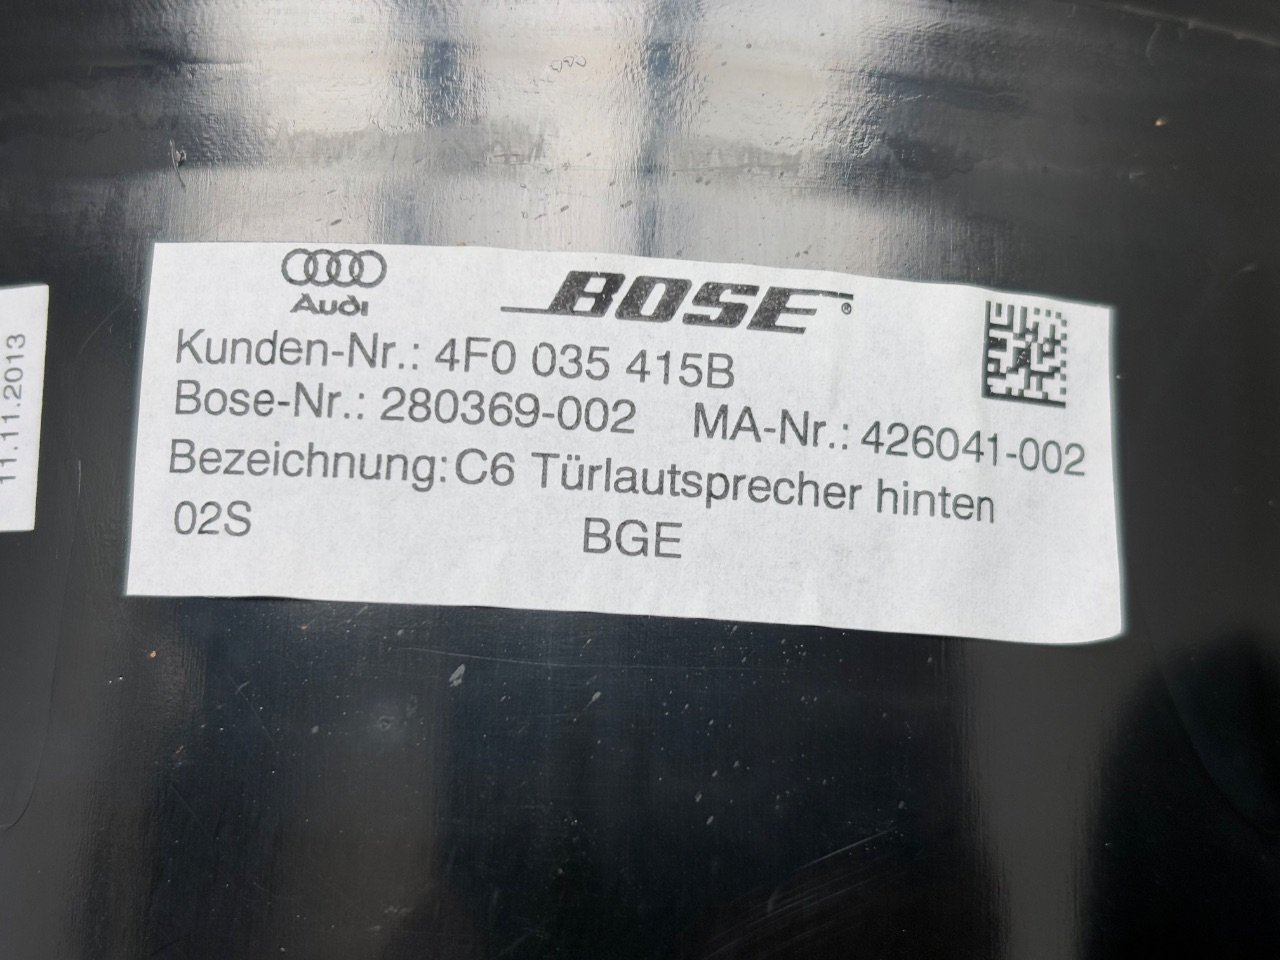 Audi
BOSE®
Kunden-Nr.: 4F0 035 415B
Bose-Nr.: 280369-002 MA-Nr.: 426041-002
Bezeichnung: C6 Türlautsprecher hinten
02S BGE
11.11.2013